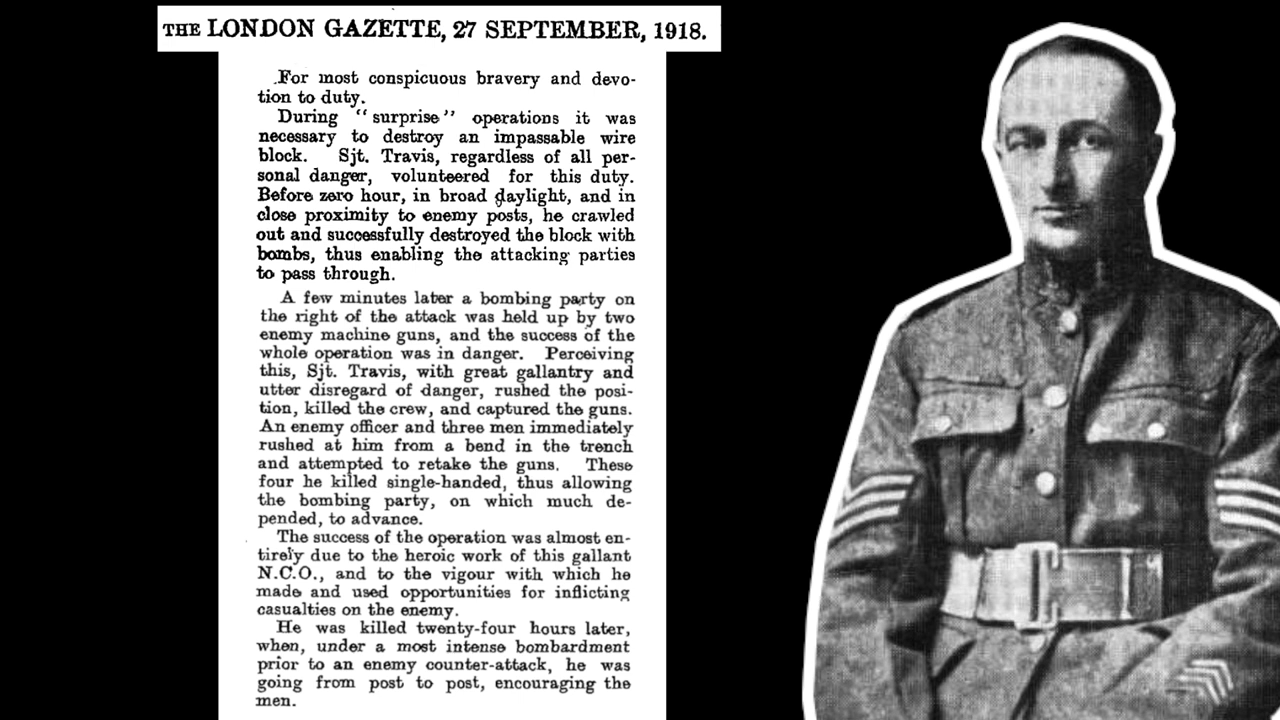 THE LONDON GAZETTE, 27 SEPTEMBER, 1918.
For most conspicuous bravery and devo-
tion to duty.
During "surprise" operations it was
necessary to destroy an impassable wire
block. Sjt. Travis, regardless of all per-
sonal danger, volunteered for this duty.
Before zero hour, in broad daylight, and in
close proximity to enemy posts, he crawled
out and successfully destroyed the block with
bombs, thus enabling the attacking parties
to pass through.
A few minutes later a bombing party on
the right of the attack was held up by two
enemy machine guns, and the success of the
whole operation was in danger. Perceiving
this, Sjt. Travis, with great gallantry and
utter disregard of danger, rushed the posi-
tion, killed the crew, and captured the guns.
An enemy officer and three men immediately
rushed at him from a bend in the trench
and attempted to retake the guns. These
four he killed single-handed, thus allowing
the bombing party, on which much de-
pended, to advance.
The success of the operation was almost en-
tirely due to the heroic work of this gallant
N.C.O., and to the vigour with which he
made and used opportunities for inflicting
casualties on the enemy.
He was killed twenty-four hours later,
when, under a most intense bombardment
prior to an enemy counter-attack, he was
going from post to post, encouraging the
men.